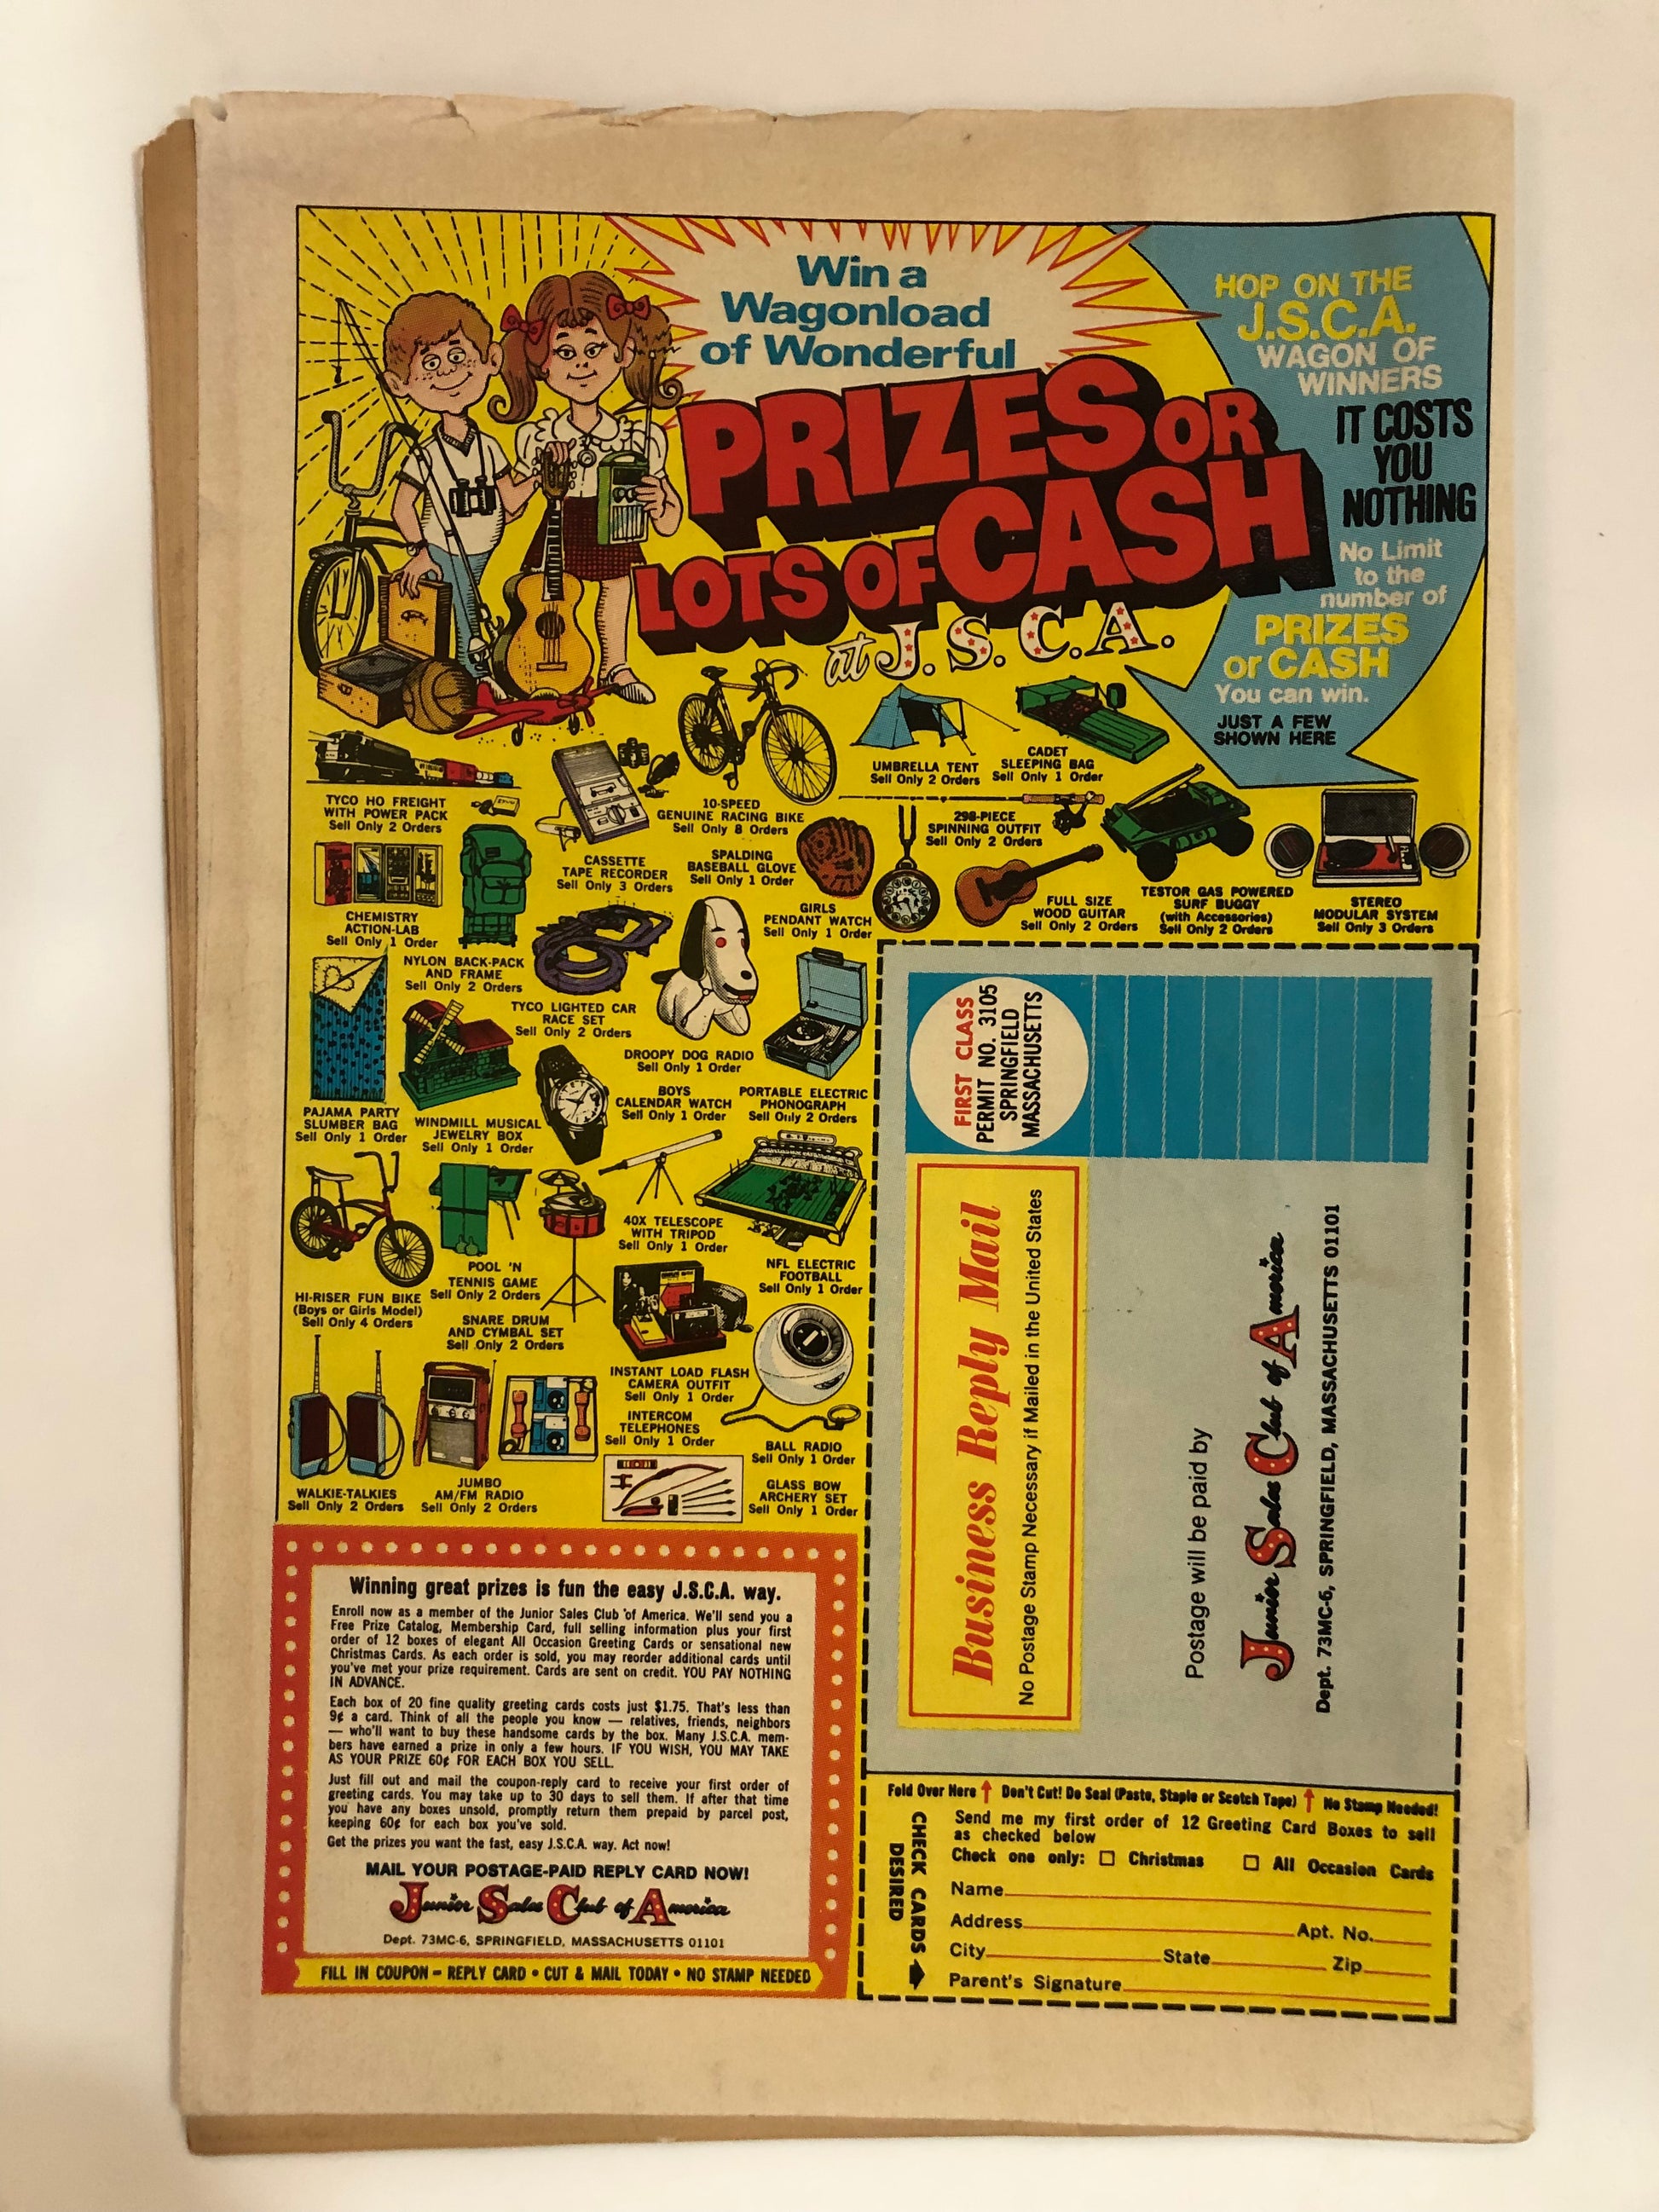 Win a
Wagonload
of Wonderful
PRIZES OR
LOTS OF CASH
at J.S.C.A.
HOP ON THE
J.S.C.A.
WAGON OF
WINNERS
IT COSTS
YOU
NOTHING
No Limit
to the
number of
PRIZES
or CASH
You can win.
JUST A FEW
SHOWN HERE
UMBRELLA TENT
Sell Only 2 Orders
CADET
SLEEPING BAG
Sell Only 1 Order
TYCO HO FREIGHT
WITH POWER PACK
Sell Only 2 Orders
10-SPEED
GENUINE RACING BIKE
Sell Only 8 Orders
298-PIECE
SPINNING OUTFIT
Sell Only 2 Orders
CASSETTE
TAPE RECORDER
Sell Only 3 Orders
SPALDING
BASEBALL GLOVE
Sell Only 1 Order
GIRLS
PENDANT WATCH
Sell Only 1 Order
FULL SIZE
WOOD GUITAR
Sell Only 2 Orders
TESTOR GAS POWERED
SURF BUGGY
(with Accessories)
Sell Only 2 Orders
STEREO
MODULAR SYSTEM
Sell Only 3 Orders
CHEMISTRY
ACTION-LAB
Sell Only 1 Order
NYLON BACK-PACK
AND FRAME
Sell Only 2 Orders
TYCO LIGHTED CAR
RACE SET
Sell Only 2 Orders
DROOPY DOG RADIO
Sell Only 1 Order
PAJAMA PARTY
SLUMBER BAG
Sell Only 1 Order
WINDMILL MUSICAL
JEWELRY BOX
Sell Only 1 Order
BOYS
CALENDAR WATCH
Sell Only 1 Order
PORTABLE ELECTRIC
PHONOGRAPH
Sell Only 2 Orders
HI-RISER FUN BIKE
(Boys or Girls Model)
Sell Only 4 Orders
POOL 'N
TENNIS GAME
Sell Only 2 Orders
SNARE DRUM
AND CYMBAL SET
Sell Only 2 Orders
40X TELESCOPE
WITH TRIPOD
Sell Only 1 Order
NFL ELECTRIC
FOOTBALL
Sell Only 1 Order
INSTANT LOAD FLASH
CAMERA OUTFIT
Sell Only 1 Order
INTERCOM
TELEPHONES
Sell Only 1 Order
BALL RADIO
Sell Only 1 Order
WALKIE-TALKIES
Sell Only 2 Orders
JUMBO
AM/FM RADIO
Sell Only 2 Orders
GLASS BOW
ARCHERY SET
Sell Only 1 Order
Winning great prizes is fun the easy J.S.C.A. way.
Enroll now as a member of the Junior Sales Club of America. We'll send you a
Free Prize Catalog, Membership Card, full selling information plus your first
order of 12 boxes of elegant All Occasion Greeting Cards or sensational new
Christmas Cards. As each order is sold, you may reorder additional cards until
you've met your prize requirement. Cards are sent on credit. YOU PAY NOTHING
IN ADVANCE.
Each box of 20 fine quality greeting cards costs just $1.75. That's less than
9¢ a card. Think of all the people you know — relatives, friends, neighbors
— who'll want to buy these handsome cards by the box. Many J.S.C.A. mem-
bers have earned a prize in only a few hours. IF YOU WISH, YOU MAY TAKE
AS YOUR PRIZE 60¢ FOR EACH BOX YOU SELL.
Just fill out and mail the coupon-reply card to receive your first order of
greeting cards. You may take up to 30 days to sell them. If after that time
you have any boxes unsold, promptly return them prepaid by parcel post,
keeping 60¢ for each box you've sold.
Get the prizes you want the fast, easy J.S.C.A. way. Act now!
MAIL YOUR POSTAGE-PAID REPLY CARD NOW!
Junior Sales Club of America
Dept. 73MC-6, SPRINGFIELD, MASSACHUSETTS 01101
FILL IN COUPON – REPLY CARD • CUT & MAIL TODAY • NO STAMP NEEDED
FIRST CLASS
PERMIT NO. 3105
SPRINGFIELD
MASSACHUSETTS
Business Reply Mail
No Postage Stamp Necessary if Mailed in the United States
Postage will be paid by
Junior Sales Club of America
Dept. 73MC-6, SPRINGFIELD, MASSACHUSETTS 01101
Fold Over Here ↑ Don't Cut! Do Seal (Paste, Staple or Scotch Tape) ↑ No Stamp Needed!
CHECK CARDS
DESIRED
Send me my first order of 12 Greeting Card Boxes to sell
as checked below
Check one only: □ Christmas □ All Occasion Cards
Name
Address Apt. No.
City State Zip
Parent's Signature